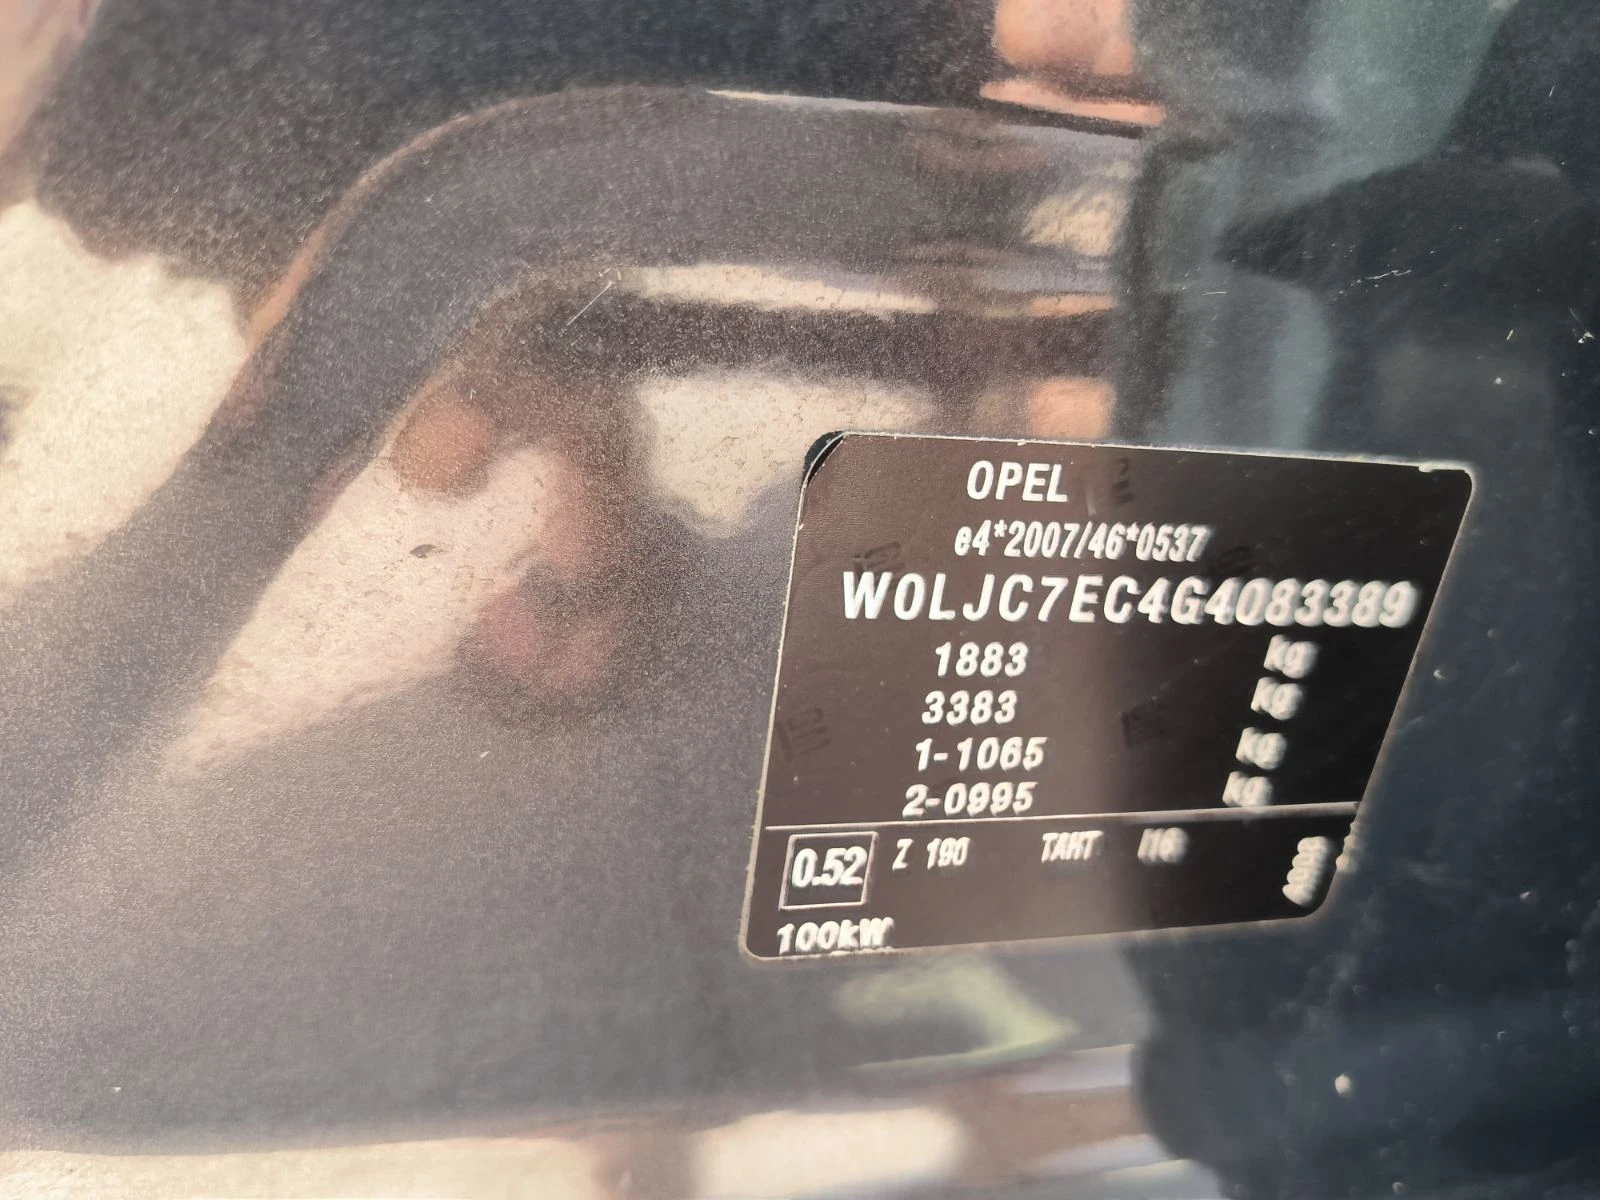 OPEL
e4*2007/46*0537
W0LJC7EC4G4083389
1883 kg
3383 kg
1-1065 kg
2-0995 kg
0.52 Z 190
100kW